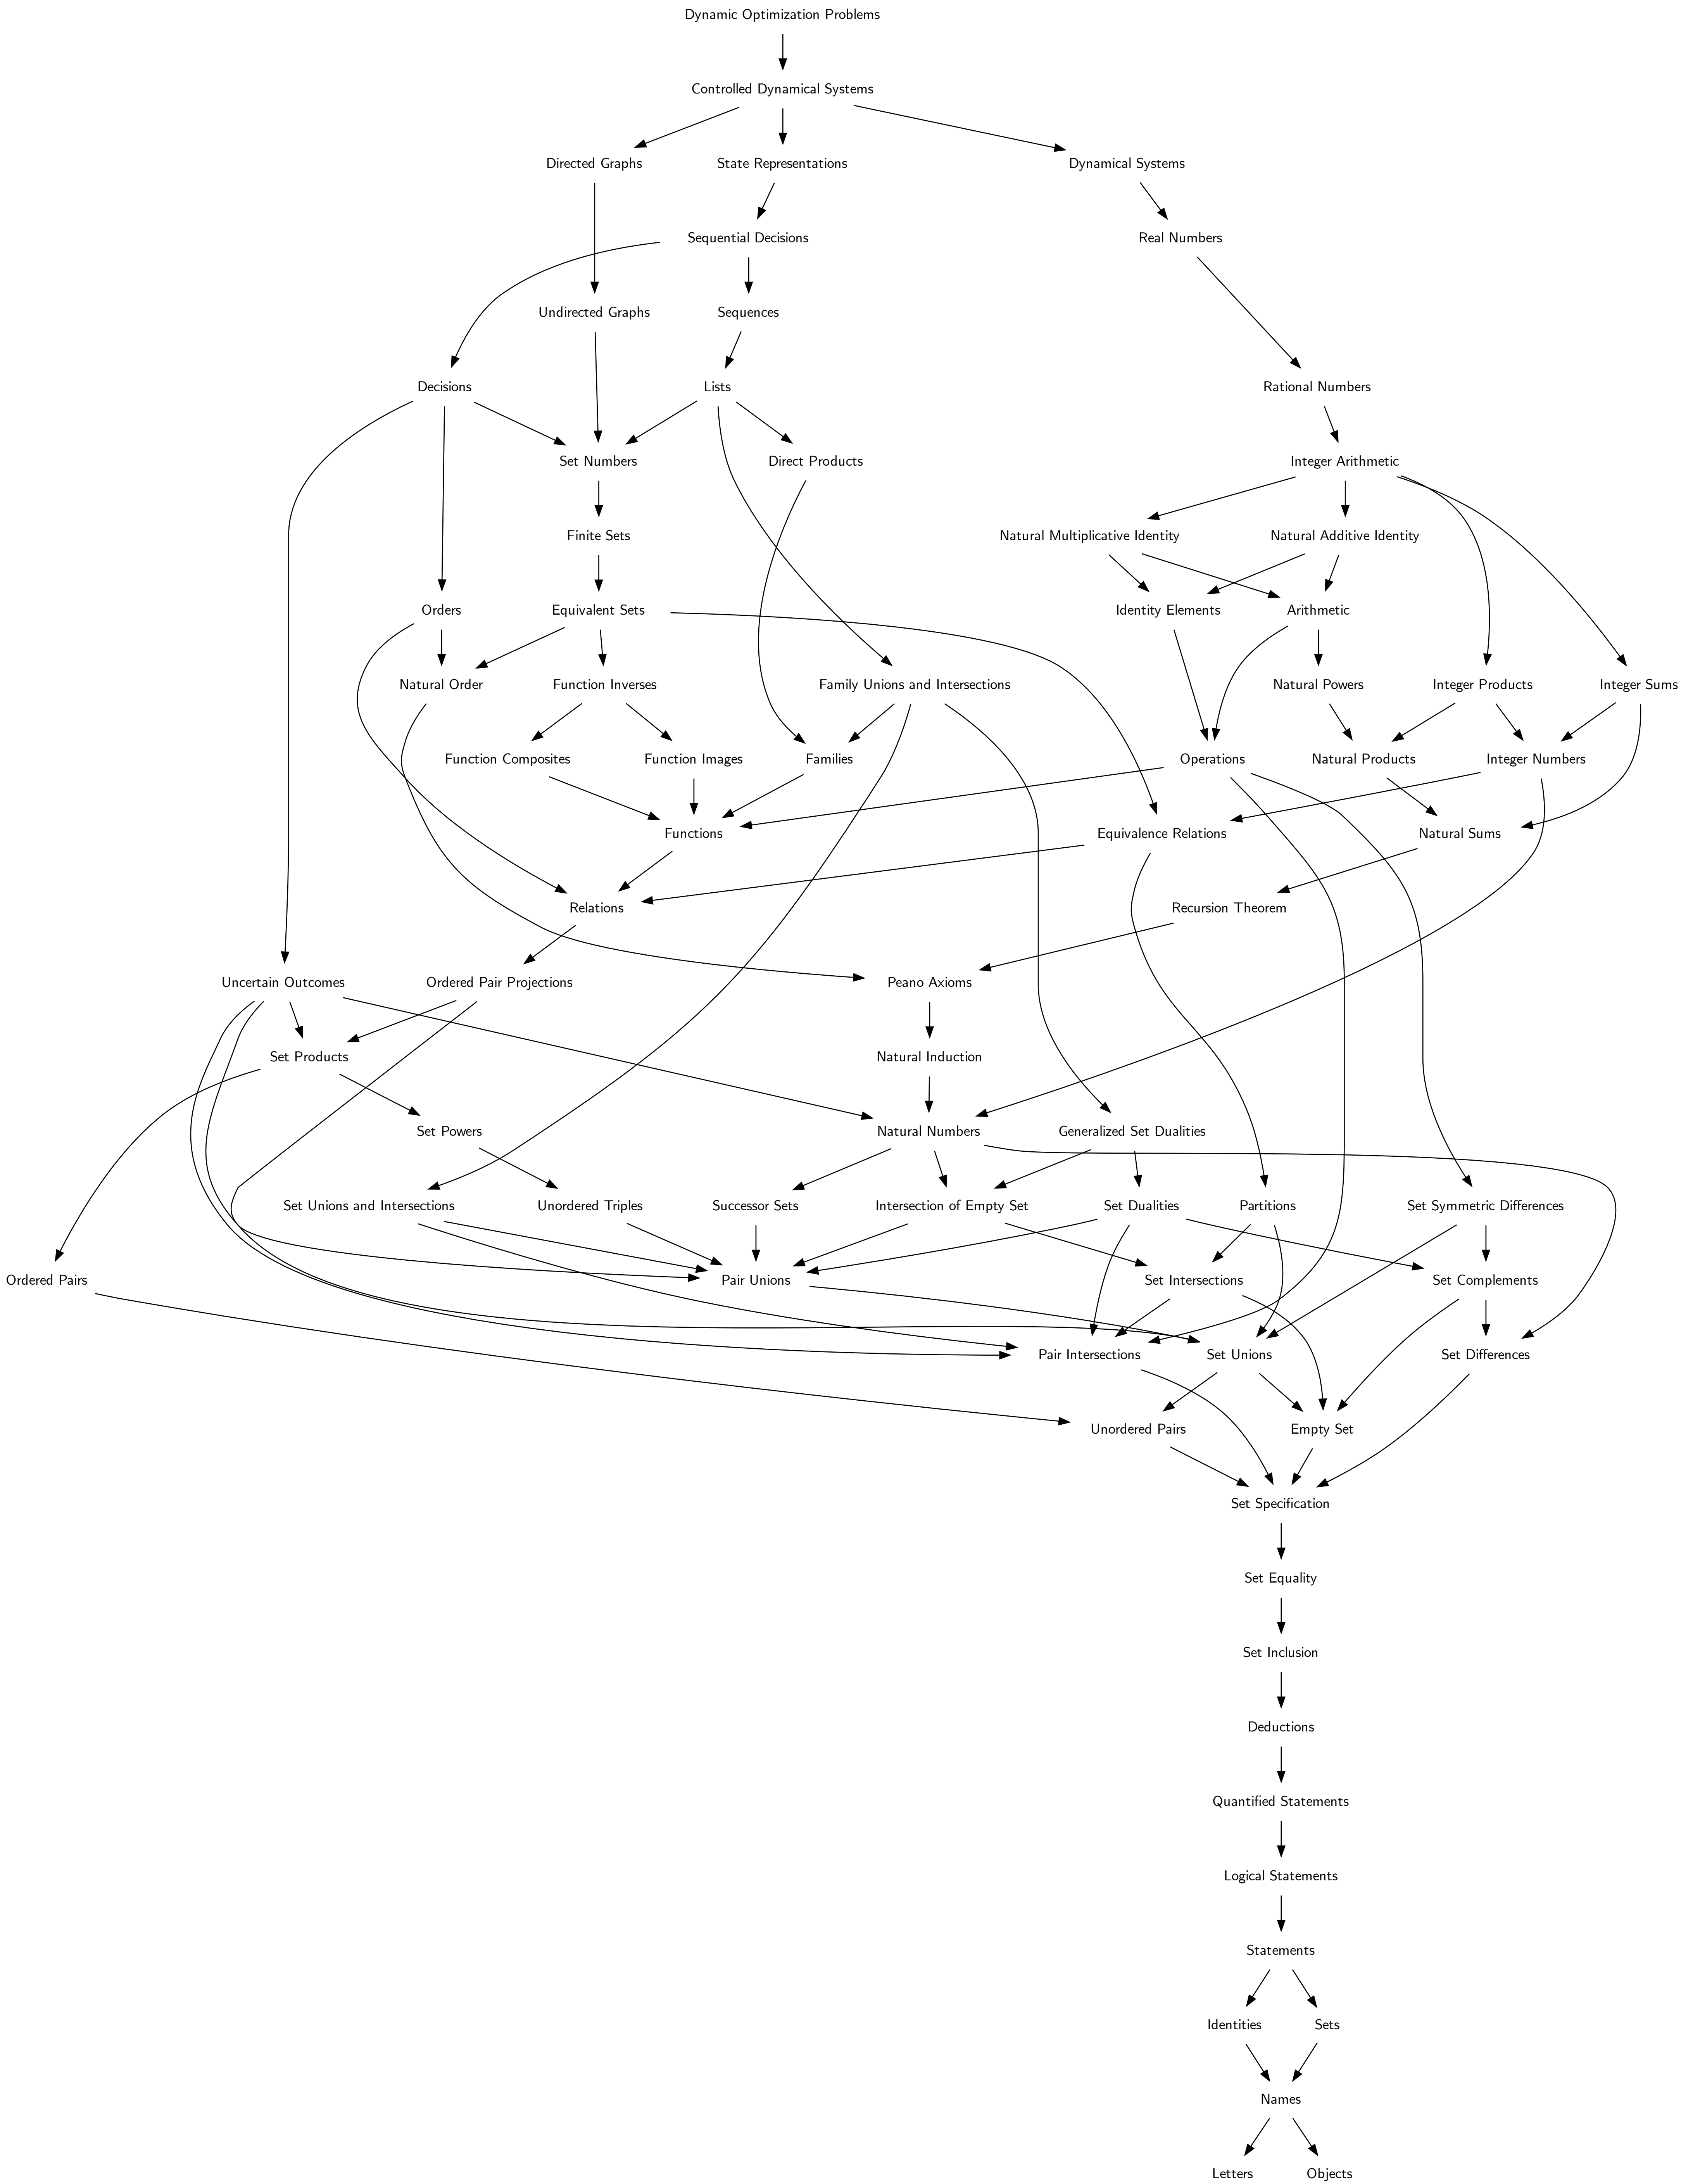 Dynamic Optimization Problems
Controlled Dynamical Systems
Directed Graphs
State Representations
Dynamical Systems
Sequential Decisions
Real Numbers
Undirected Graphs
Sequences
Decisions
Lists
Rational Numbers
Set Numbers
Direct Products
Integer Arithmetic
Finite Sets
Natural Multiplicative Identity
Natural Additive Identity
Orders
Equivalent Sets
Identity Elements
Arithmetic
Natural Order
Function Inverses
Family Unions and Intersections
Natural Powers
Integer Products
Integer Sums
Function Composites
Function Images
Families
Operations
Natural Products
Integer Numbers
Functions
Equivalence Relations
Natural Sums
Relations
Recursion Theorem
Uncertain Outcomes
Ordered Pair Projections
Peano Axioms
Set Products
Natural Induction
Set Powers
Natural Numbers
Generalized Set Dualities
Set Unions and Intersections
Unordered Triples
Successor Sets
Intersection of Empty Set
Set Dualities
Partitions
Set Symmetric Differences
Ordered Pairs
Pair Unions
Set Intersections
Set Complements
Pair Intersections
Set Unions
Set Differences
Unordered Pairs
Empty Set
Set Specification
Set Equality
Set Inclusion
Deductions
Quantified Statements
Logical Statements
Statements
Identities
Sets
Names
Letters
Objects